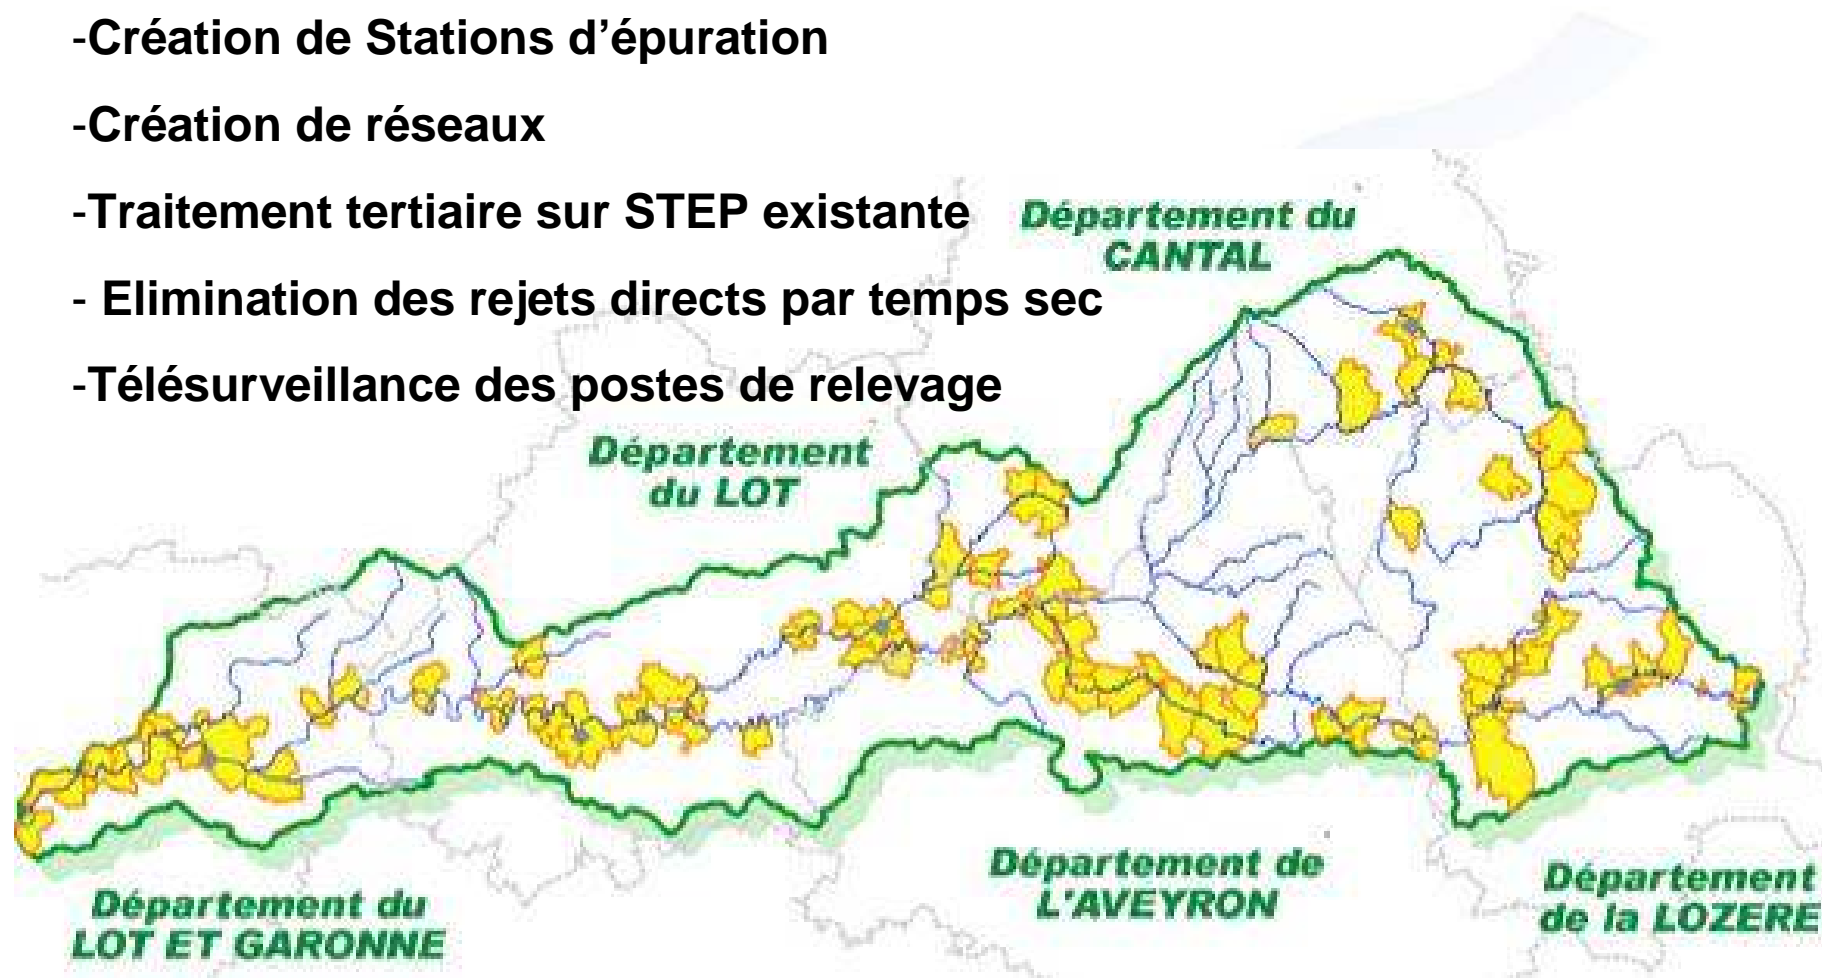 -Création de Stations d’épuration
-Création de réseaux
-Traitement tertiaire sur STEP existante
- Elimination des rejets directs par temps sec
-Télésurveillance des postes de relevage
Département du
CANTAL
Département
du LOT
Département de
L'AVEYRON
Département
de la LOZERE
Département du
LOT ET GARONNE